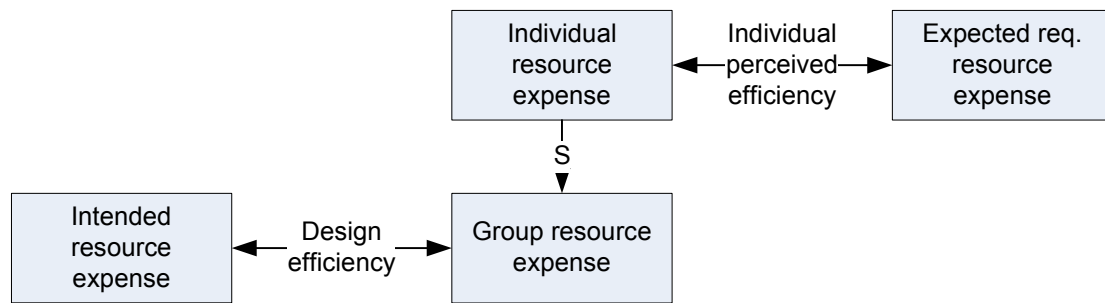 Individual
resource
expense
Individual
perceived
efficiency
Expected req.
resource
expense
S
Intended
resource
expense
Design
efficiency
Group resource
expense